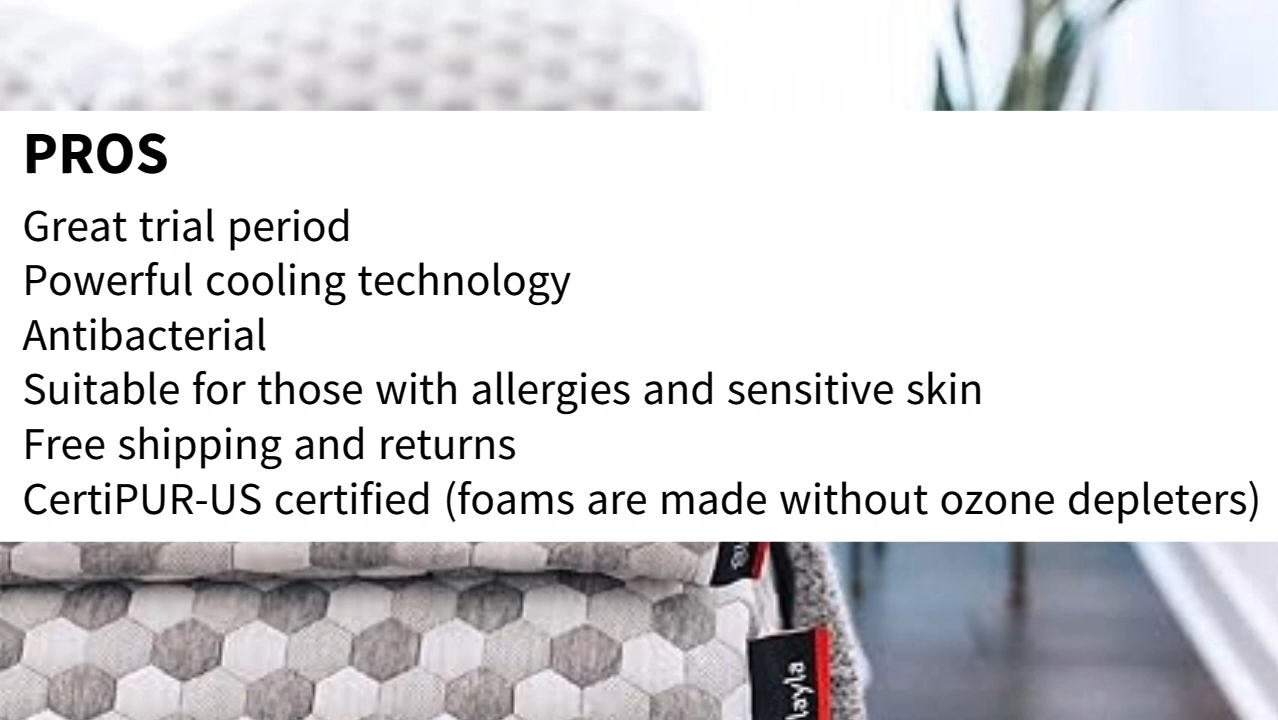 PROS
Great trial period
Powerful cooling technology
Antibacterial
Suitable for those with allergies and sensitive skin
Free shipping and returns
CertiPUR-US certified (foams are made without ozone depleters)
layla